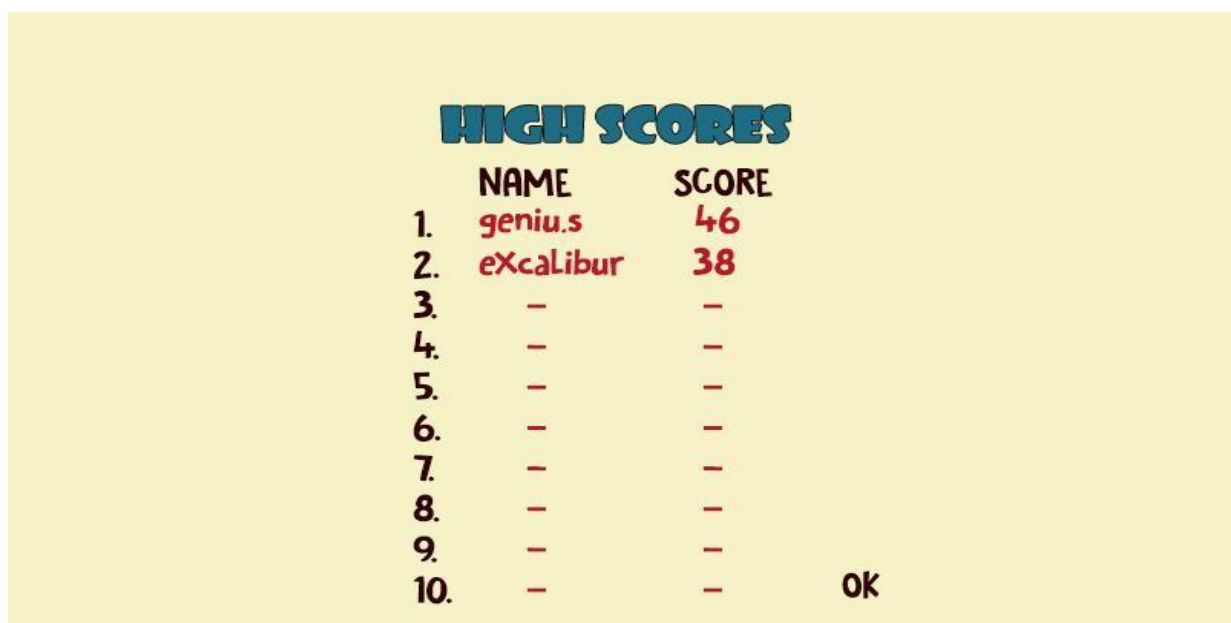 HIGH SCORES
NAME SCORE
1. geniu.s 46
2. eXcaLibur 38
3. – –
4. – –
5. – –
6. – –
7. – –
8. – –
9. – –
10. – – OK